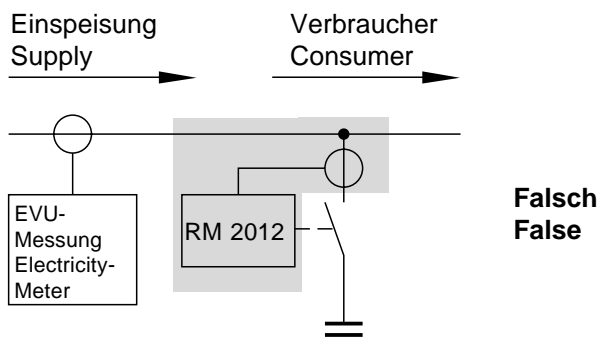 Einspeisung
Supply
Verbraucher
Consumer
EVU-
Messung
Electricity-
Meter
RM 2012
Falsch
False